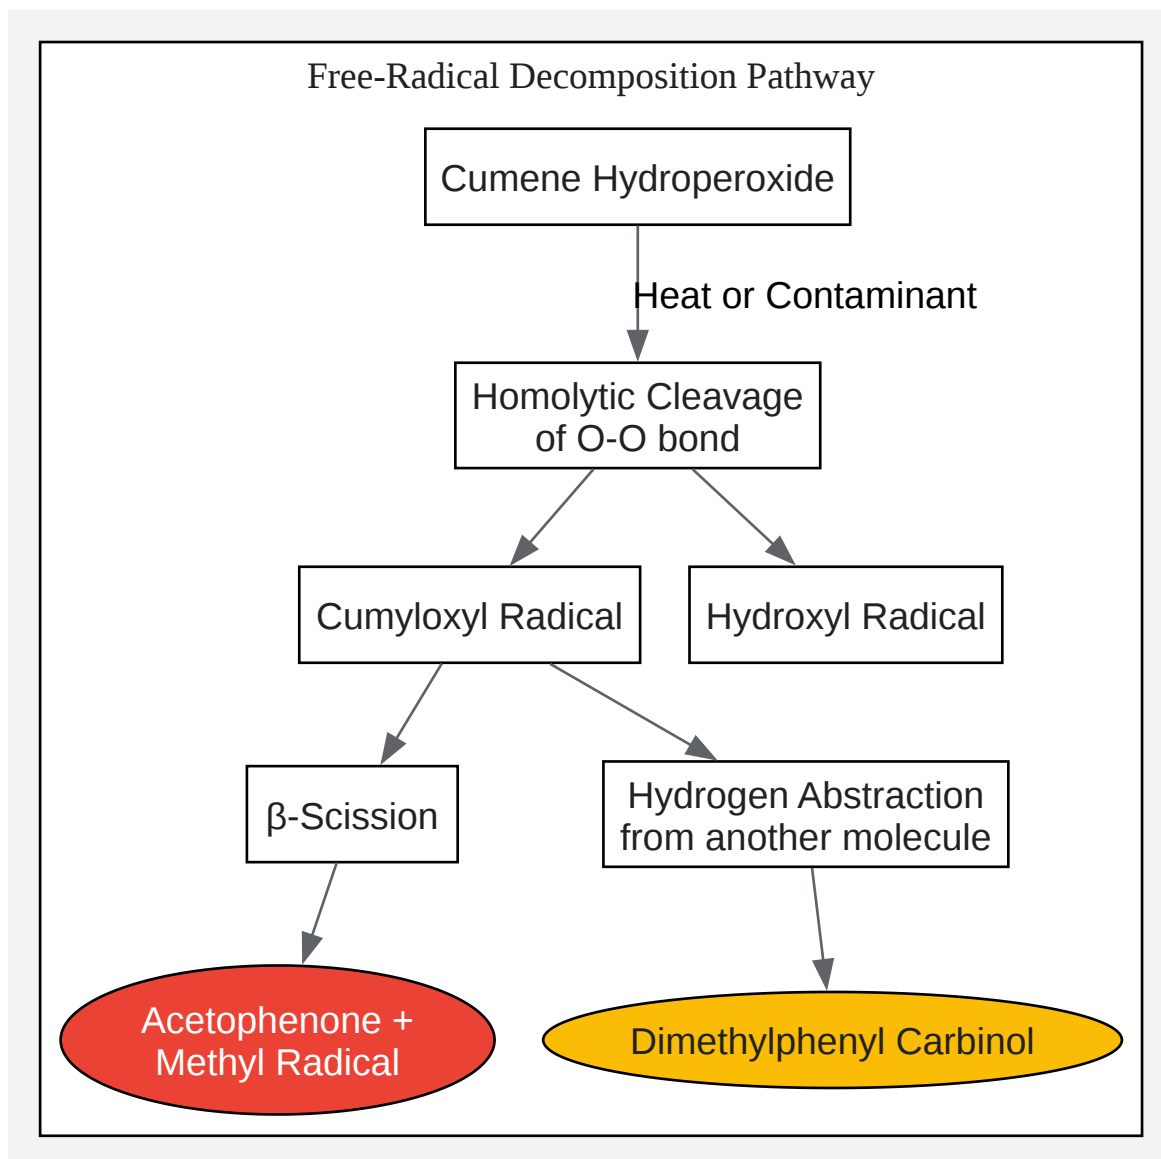 Free-Radical Decomposition Pathway
Cumene Hydroperoxide
Heat or Contaminant
Homolytic Cleavage
of O-O bond
Cumyloxyl Radical
Hydroxyl Radical
β-Scission
Hydrogen Abstraction
from another molecule
Acetophenone +
Methyl Radical
Dimethylphenyl Carbinol